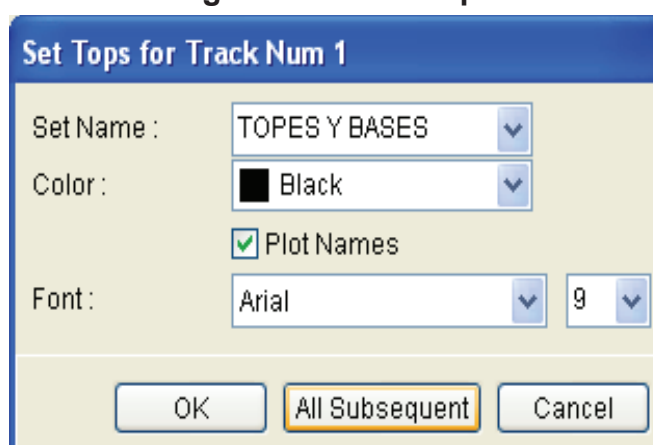 Set Tops for Track Num 1
Set Name : TOPES Y BASES
Color : Black
Plot Names
Font : Arial 9
OK All Subsequent Cancel